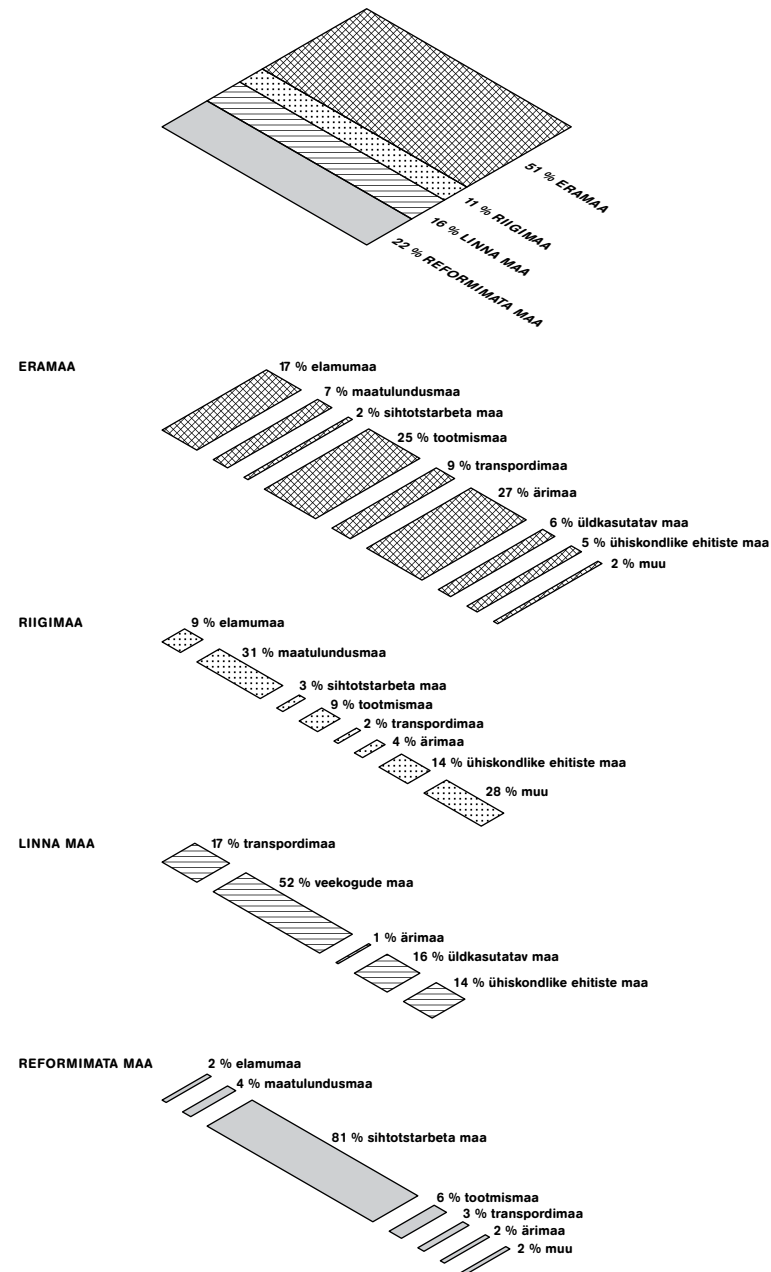 51 % ERAMAA
11 % RIIGIMAA
16 % LINNA MAA
22 % REFORMIMATA MAA
ERAMAA
17 % elamumaa
7 % maatulundusmaa
2 % sihtotstarbeta maa
25 % tootmismaa
9 % transpordimaa
27 % ärimaa
6 % üldkasutatav maa
5 % ühiskondlike ehitiste maa
2 % muu
RIIGIMAA
9 % elamumaa
31 % maatulundusmaa
3 % sihtotstarbeta maa
9 % tootmismaa
2 % transpordimaa
4 % ärimaa
14 % ühiskondlike ehitiste maa
28 % muu
LINNA MAA
17 % transpordimaa
52 % veekogude maa
1 % ärimaa
16 % üldkasutatav maa
14 % ühiskondlike ehitiste maa
REFORMIMATA MAA
2 % elamumaa
4 % maatulundusmaa
81 % sihtotstarbeta maa
6 % tootmismaa
3 % transpordimaa
2 % ärimaa
2 % muu